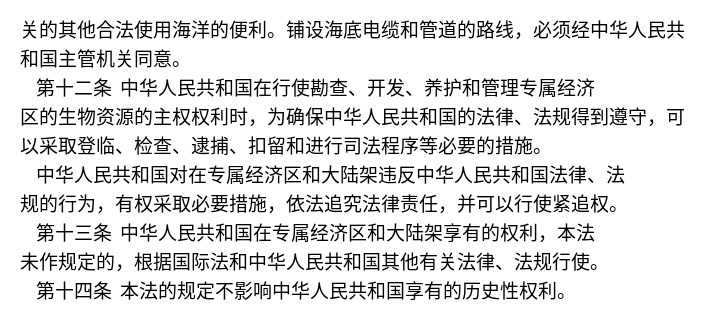 关的其他合法使用海洋的便利。铺设海底电缆和管道的路线，必须经中华人民共
和国主管机关同意。
第十二条 中华人民共和国在行使勘查、开发、养护和管理专属经济
区的生物资源的主权权利时，为确保中华人民共和国的法律、法规得到遵守，可
以采取登临、检查、逮捕、扣留和进行司法程序等必要的措施。
中华人民共和国对在专属经济区和大陆架违反中华人民共和国法律、法
规的行为，有权采取必要措施，依法追究法律责任，并可以行使紧追权。
第十三条 中华人民共和国在专属经济区和大陆架享有的权利，本法
未作规定的，根据国际法和中华人民共和国其他有关法律、法规行使。
第十四条 本法的规定不影响中华人民共和国享有的历史性权利。